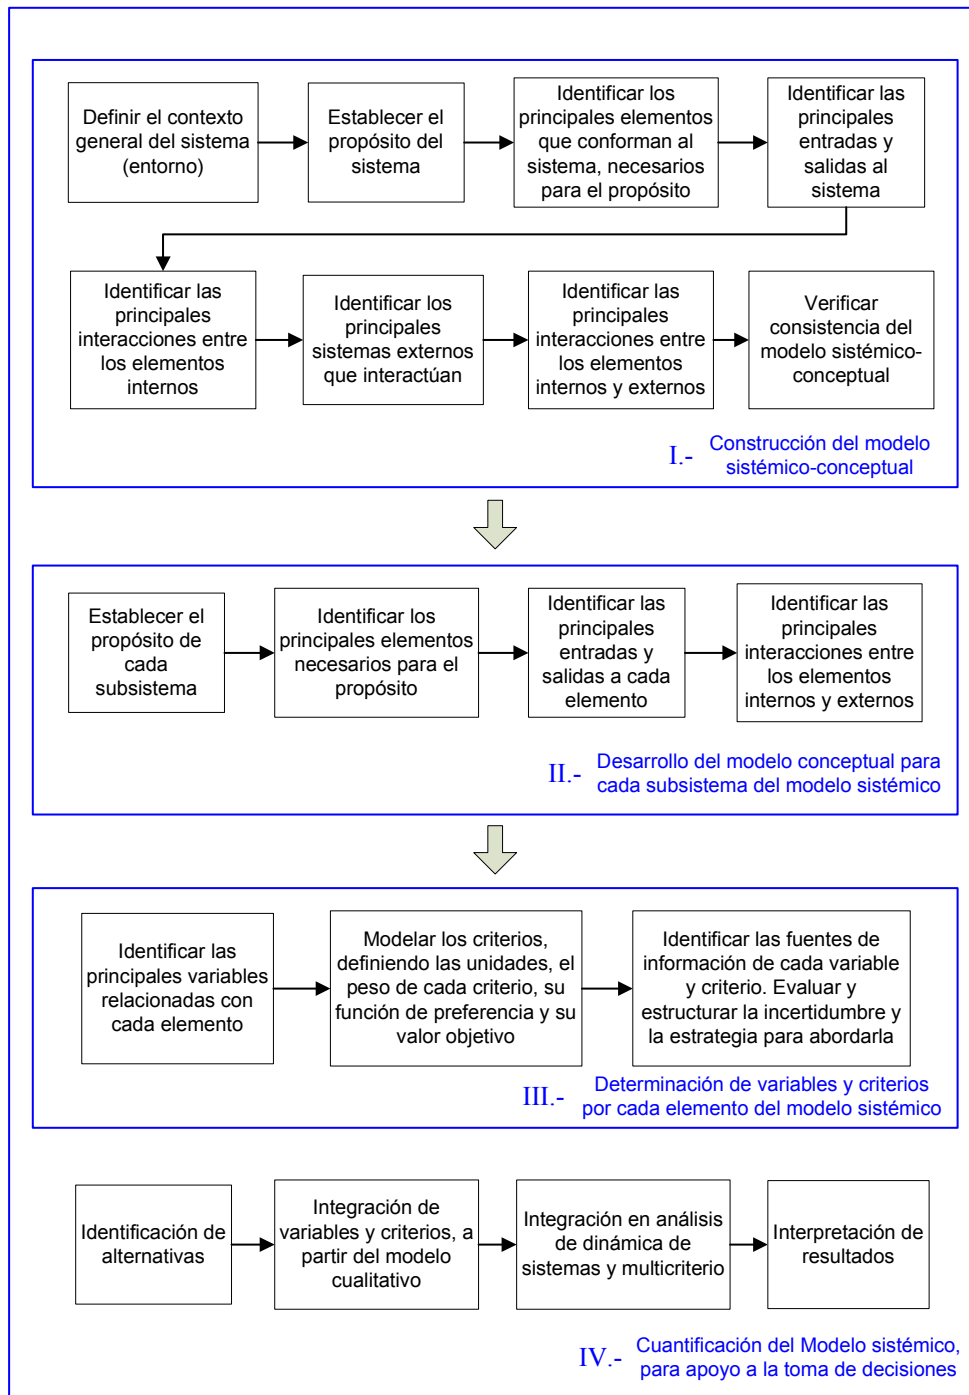 Definir el contexto
general del sistema
(entorno)
Establecer el
propósito del
sistema
Identificar los
principales elementos
que conforman al
sistema, necesarios
para el propósito
Identificar las
principales
entradas y
salidas al
sistema
Identificar las
principales
interacciones entre
los elementos
internos
Identificar los
principales
sistemas externos
que interactúan
Identificar las
principales
interacciones entre
los elementos
internos y externos
Verificar
consistencia del
modelo sistémico-
conceptual
I.- Construcción del modelo
sistémico-conceptual
Establecer el
propósito de
cada
subsistema
Identificar los
principales elementos
necesarios para el
propósito
Identificar las
principales
entradas y
salidas a cada
elemento
Identificar las
principales
interacciones entre
los elementos
internos y externos
II.- Desarrollo del modelo conceptual para
cada subsistema del modelo sistémico
Identificar las
principales variables
relacionadas con
cada elemento
Modelar los criterios,
definiendo las unidades, el
peso de cada criterio, su
función de preferencia y su
valor objetivo
Identificar las fuentes de
información de cada variable
y criterio. Evaluar y
estructurar la incertidumbre y
la estrategia para abordarla
III.- Determinación de variables y criterios
por cada elemento del modelo sistémico
Identificación de
alternativas
Integración de
variables y criterios, a
partir del modelo
cualitativo
Integración en análisis
de dinámica de
sistemas y multicriterio
Interpretación de
resultados
IV.- Cuantificación del Modelo sistémico,
para apoyo a la toma de decisiones